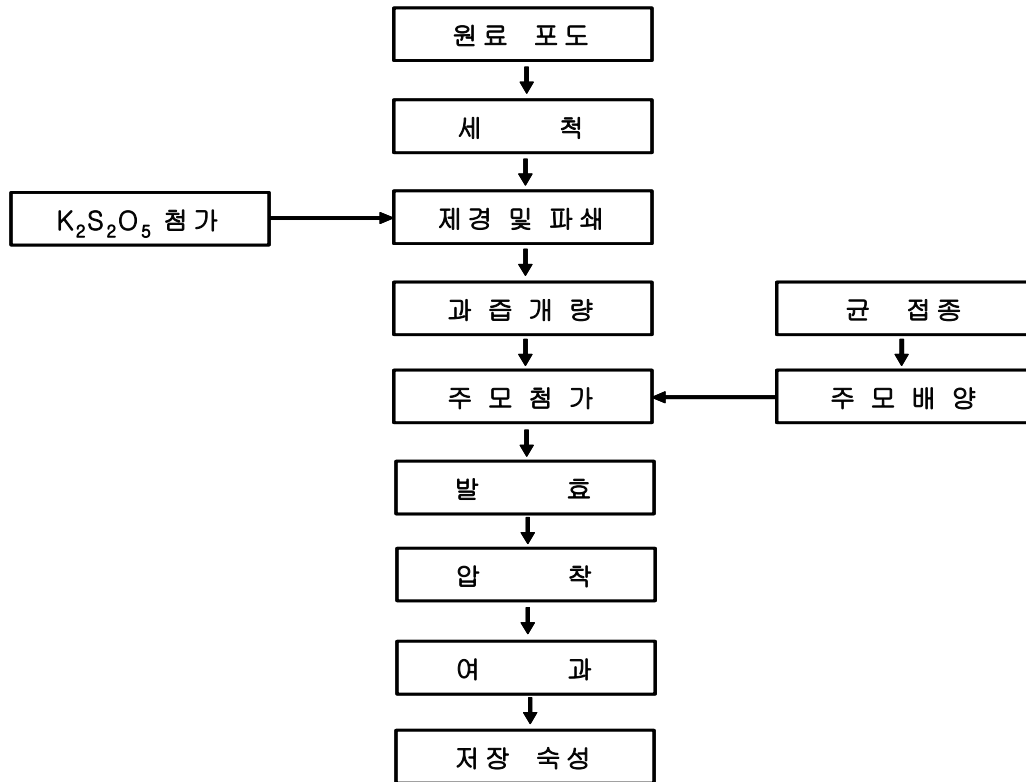 원료 포도
세 척
K₂S₂O₅ 첨가
제경 및 파쇄
과 즙 개 량
균 접종
주 모 첨 가
주 모 배 양
발 효
압 착
여 과
저장 숙성